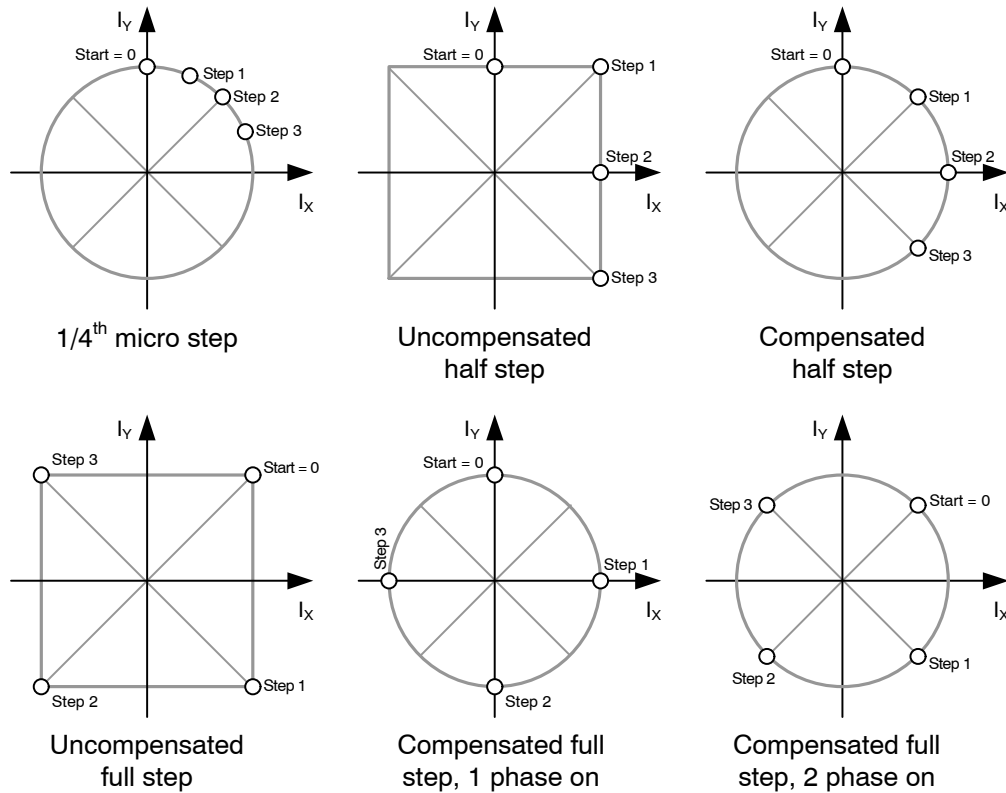 I_Y
Start = 0
Step 1
Step 2
Step 3
I_X
1/4^th micro step
I_Y
Start = 0
Step 1
Step 2
I_X
Step 3
Uncompensated
half step
I_Y
Start = 0
Step 1
Step 2
I_X
Step 3
Compensated
half step
I_Y
Step 3
Start = 0
I_X
Step 1
Step 2
Uncompensated
full step
I_Y
Start = 0
Step 3
Step 1
I_X
Step 2
Compensated full
step, 1 phase on
I_Y
Step 3
Start = 0
I_X
Step 1
Step 2
Compensated full
step, 2 phase on